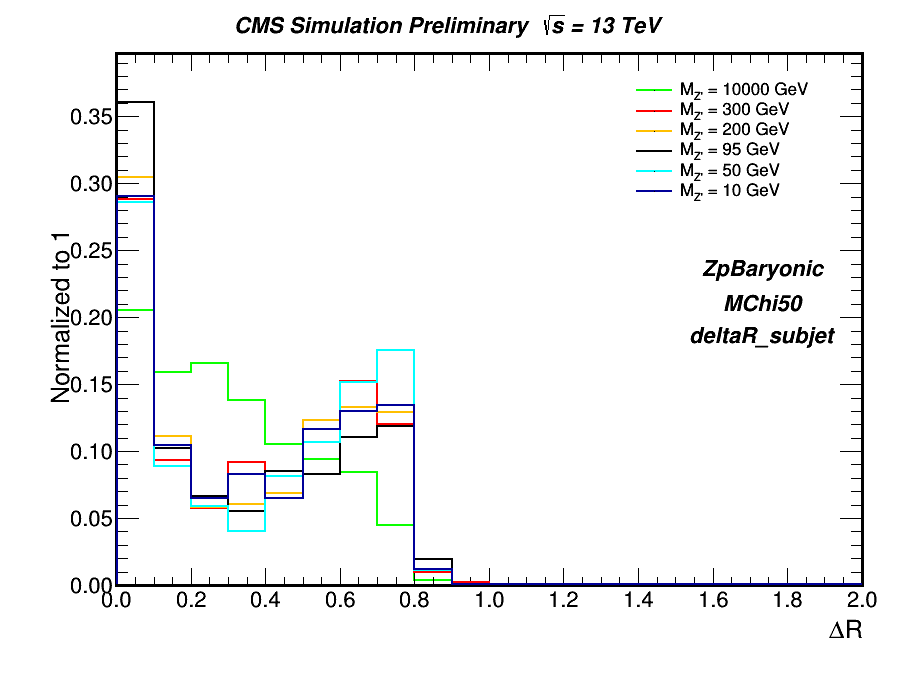 CMS Simulation Preliminary √s = 13 TeV
M_Z' = 10000 GeV
M_Z' = 300 GeV
M_Z' = 200 GeV
M_Z' = 95 GeV
M_Z' = 50 GeV
M_Z' = 10 GeV
ZpBaryonic
MChi50
deltaR_subjet
Normalized to 1
0.35
0.30
0.25
0.20
0.15
0.10
0.05
0.00
0.0 0.2 0.4 0.6 0.8 1.0 1.2 1.4 1.6 1.8 2.0
ΔR